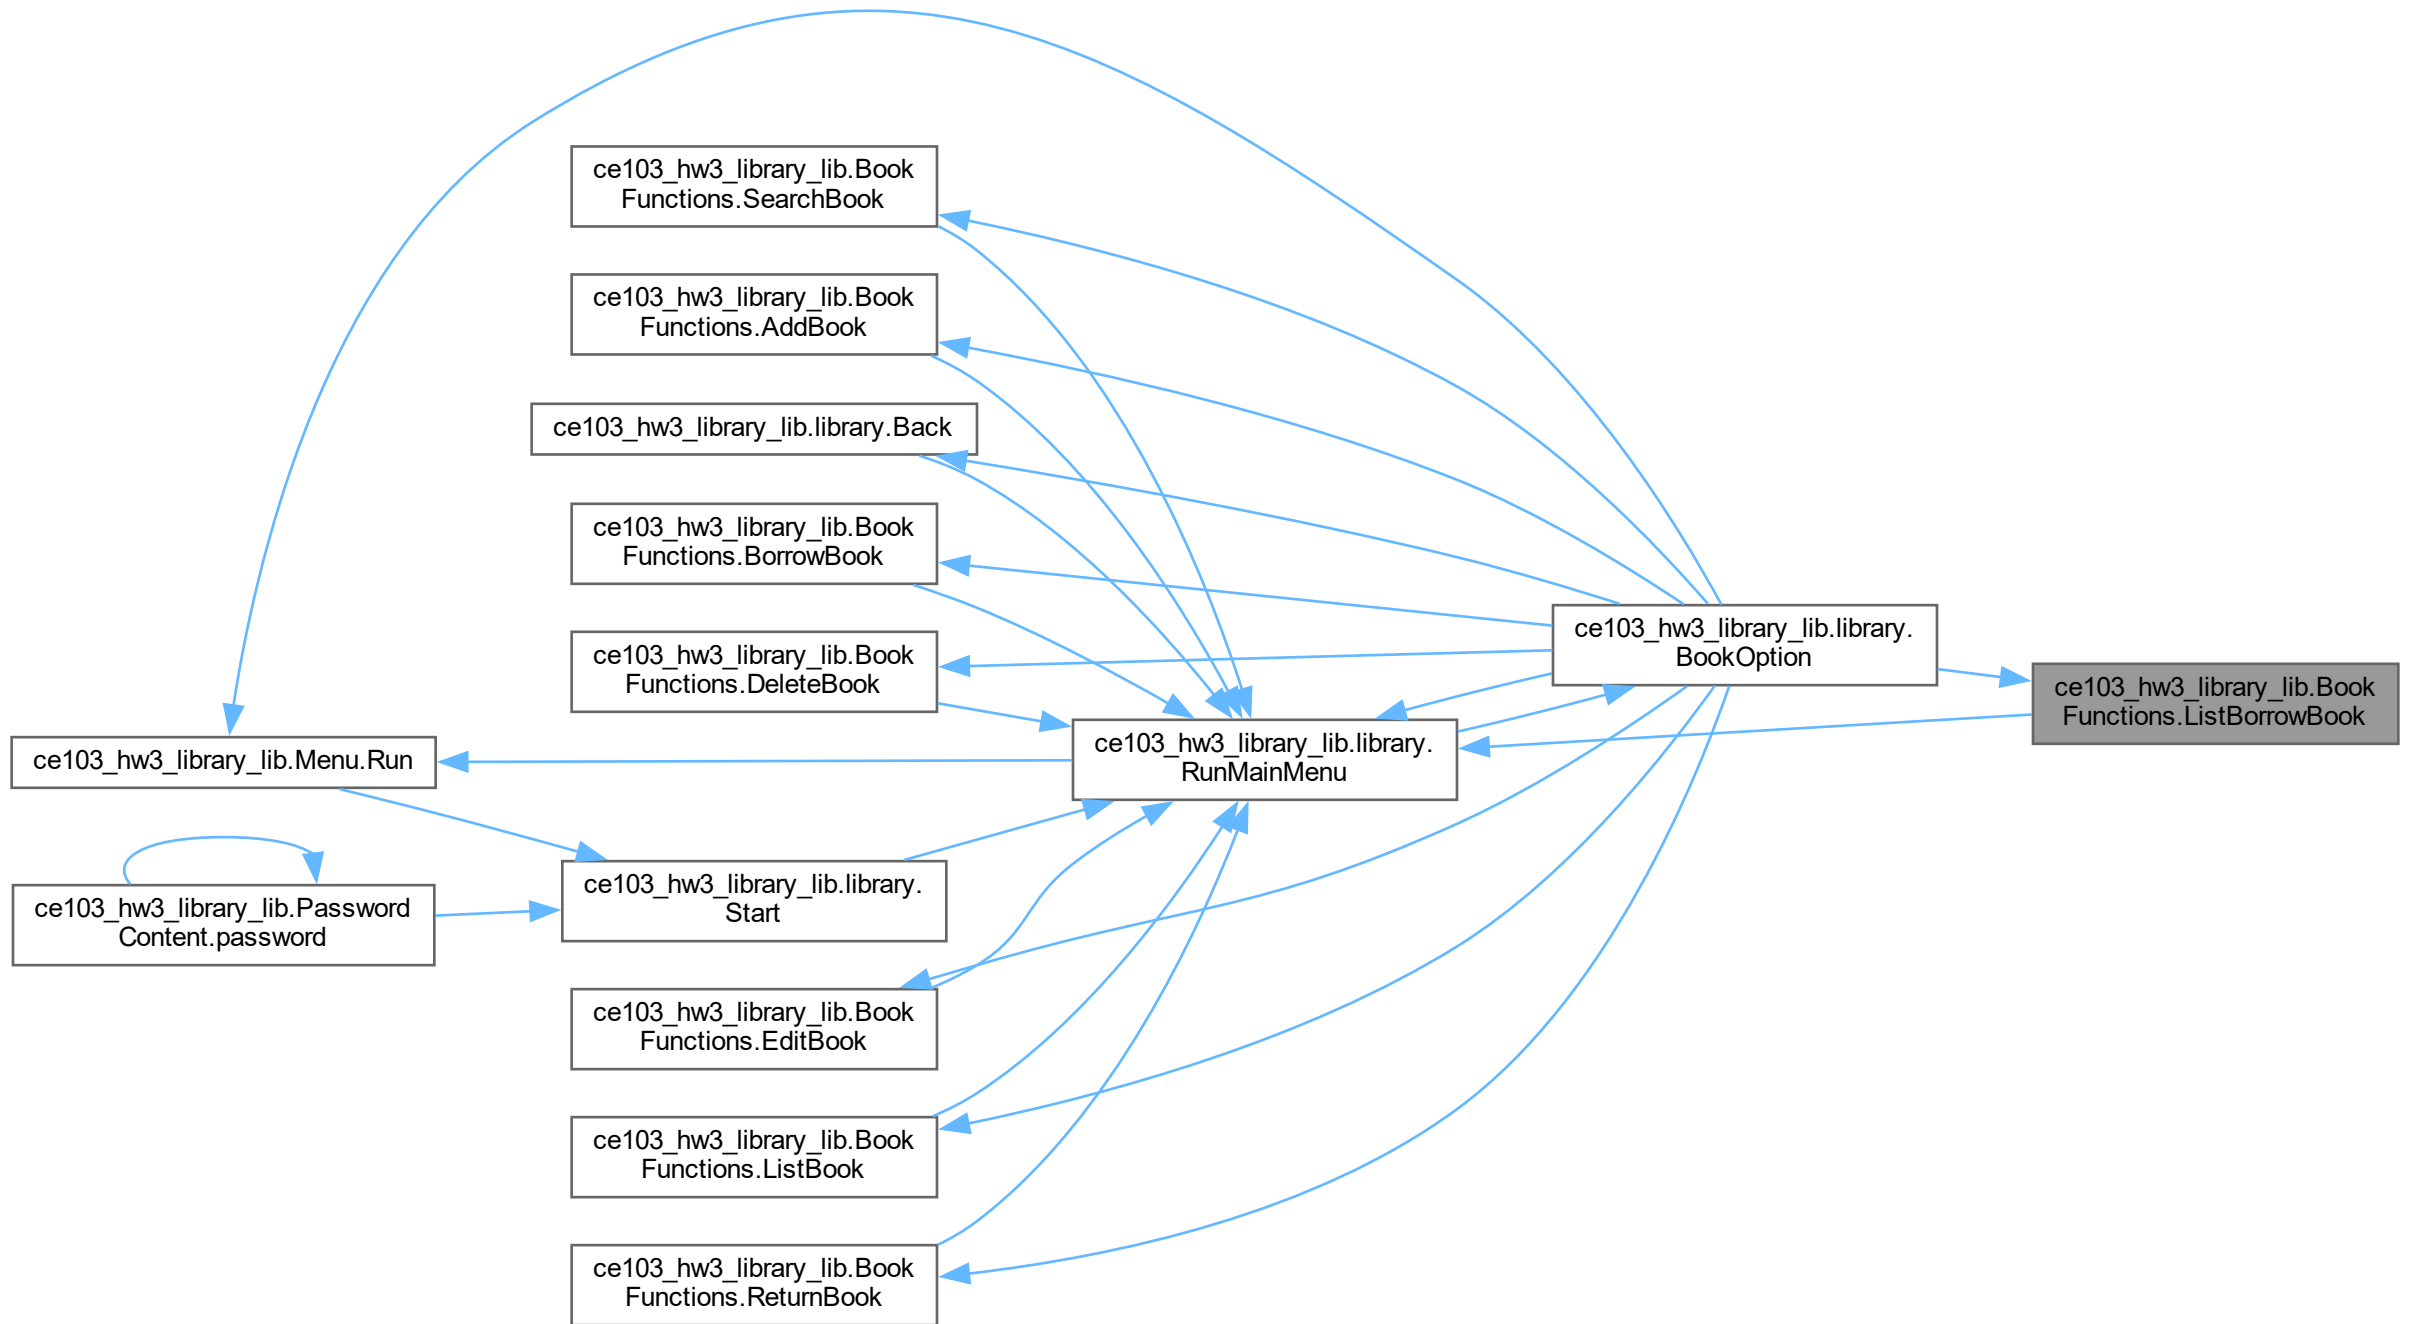 ce103_hw3_library_lib.Book
Functions.SearchBook
ce103_hw3_library_lib.Book
Functions.AddBook
ce103_hw3_library_lib.library.Back
ce103_hw3_library_lib.Book
Functions.BorrowBook
ce103_hw3_library_lib.Book
Functions.DeleteBook
ce103_hw3_library_lib.library.
BookOption
ce103_hw3_library_lib.Book
Functions.ListBorrowBook
ce103_hw3_library_lib.Menu.Run
ce103_hw3_library_lib.library.
RunMainMenu
ce103_hw3_library_lib.Password
Content.password
ce103_hw3_library_lib.library.
Start
ce103_hw3_library_lib.Book
Functions.EditBook
ce103_hw3_library_lib.Book
Functions.ListBook
ce103_hw3_library_lib.Book
Functions.ReturnBook